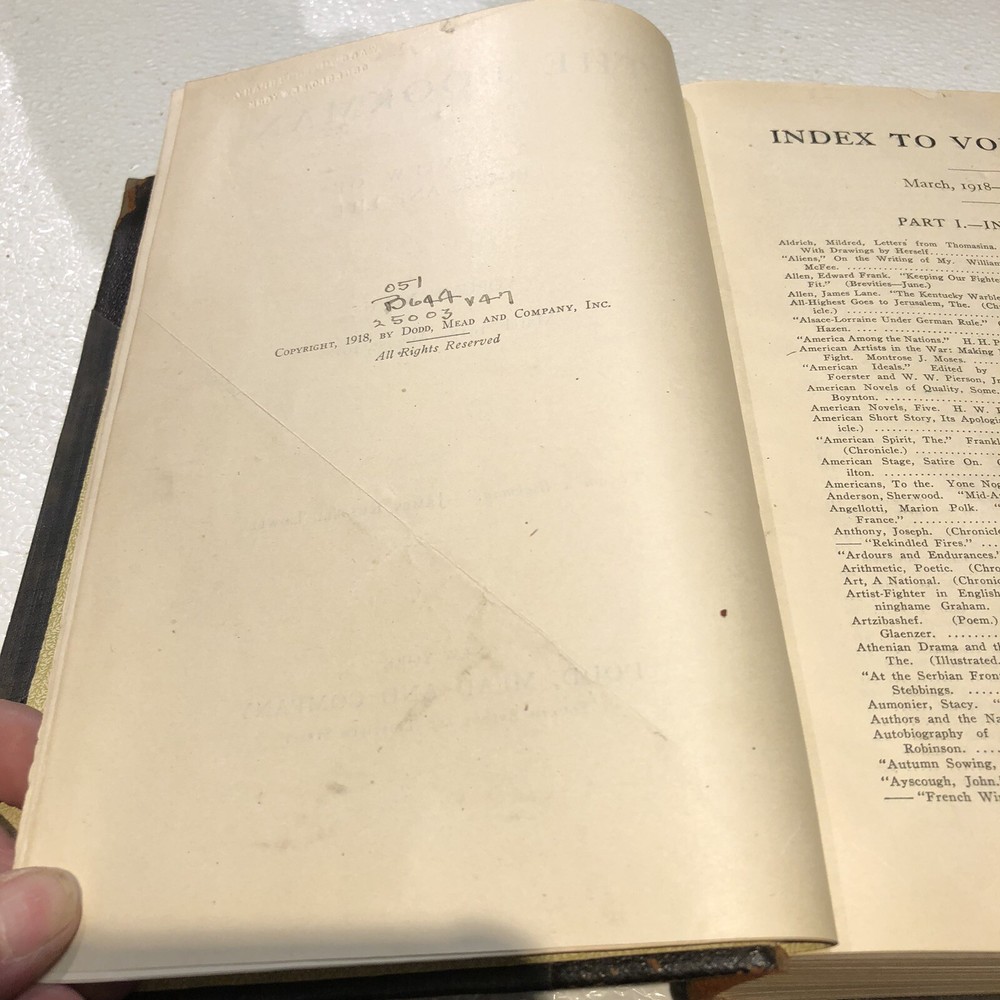 051
B644 v47
25003
Copyright, 1918, by Dodd, Mead and Company, Inc.
All Rights Reserved
INDEX TO VO
March, 1918—
PART I.—IN
Aldrich, Mildred, Letters from Thomasina.
With Drawings by Herself
"Aliens," On the Writing of My. William
McFee.
Allen, Edward Frank. "Keeping Our Fighte
Fit." (Brevities—June.)
Allen, James Lane. "The Kentucky Warble
All-Highest Goes to Jerusalem, The. (
icle.)
"Alsace-Lorraine Under German Rule."
Hazen.
"America Among the Nations." H. H. P
American Artists in the War: Making
Fight. Montrose J. Moses.
"American Ideals." Edited by
Foerster and W. W. Pierson, Jr
American Novels of Quality, Some.
Boynton.
American Novels, Five. H. W.
American Short Story, Its Apologi
icle.)
"American Spirit, The." Frankl
(Chronicle.)
American Stage, Satire On.
ilton.
Americans, To the. Yone Nog
Anderson, Sherwood. "Mid-A
Angellotti, Marion Polk. "
France."
Anthony, Joseph. (Chronicle
—— "Rekindled Fires."
"Ardours and Endurances."
Arithmetic, Poetic. (Chro
Art, A National. (Chronic
Artist-Fighter in English
ninghame Graham.
Artzibashef. (Poem.)
Glaenzer.
Athenian Drama and th
The. (Illustrated.
"At the Serbian Fron
Stebbings.
Aumonier, Stacy. "
Authors and the Na
Autobiography of
Robinson.
"Autumn Sowing,
"Ayscough, John.
—— "French Wi